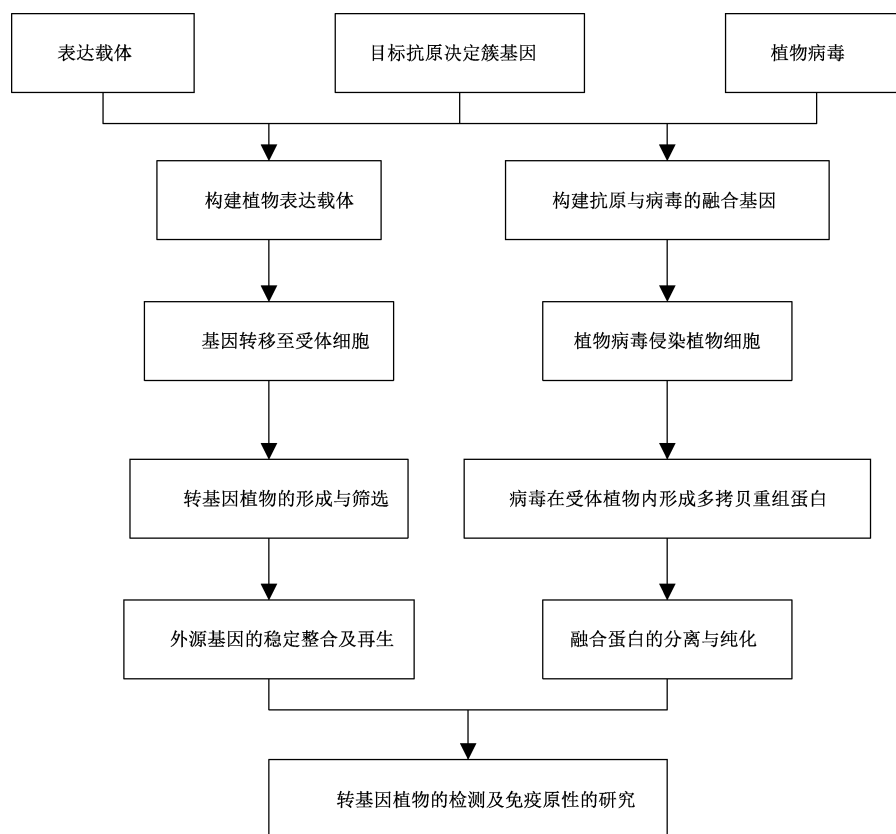 表达载体
目标抗原决定簇基因
植物病毒
构建植物表达载体
构建抗原与病毒的融合基因
基因转移至受体细胞
植物病毒侵染植物细胞
转基因植物的形成与筛选
病毒在受体植物内形成多拷贝重组蛋白
外源基因的稳定整合及再生
融合蛋白的分离与纯化
转基因植物的检测及免疫原性的研究